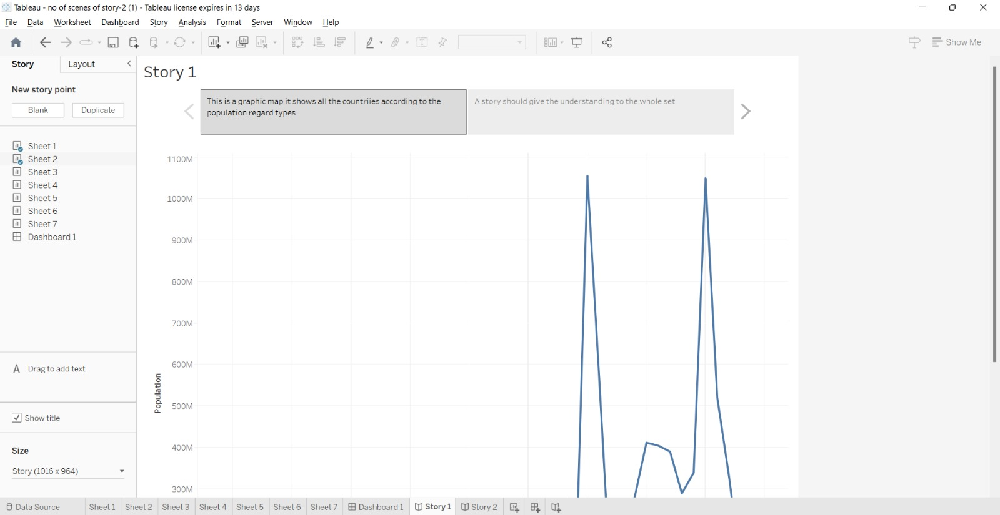 Tableau - no of scenes of story-2 (1) - Tableau license expires in 13 days
File Data Worksheet Dashboard Story Analysis Format Server Window Help
Show Me
Story Layout
New story point
Blank Duplicate
Sheet 1
Sheet 2
Sheet 3
Sheet 4
Sheet 5
Sheet 6
Sheet 7
Dashboard 1
A Drag to add text
Show title
Size
Story (1016 x 964)
Story 1
This is a graphic map it shows all the countriies according to the
population regard types
A story should give the understanding to the whole set
1100M
1000M
900M
800M
700M
600M
500M
400M
300M
Population
Data Source Sheet 1 Sheet 2 Sheet 3 Sheet 4 Sheet 5 Sheet 6 Sheet 7 Dashboard 1 Story 1 Story 2